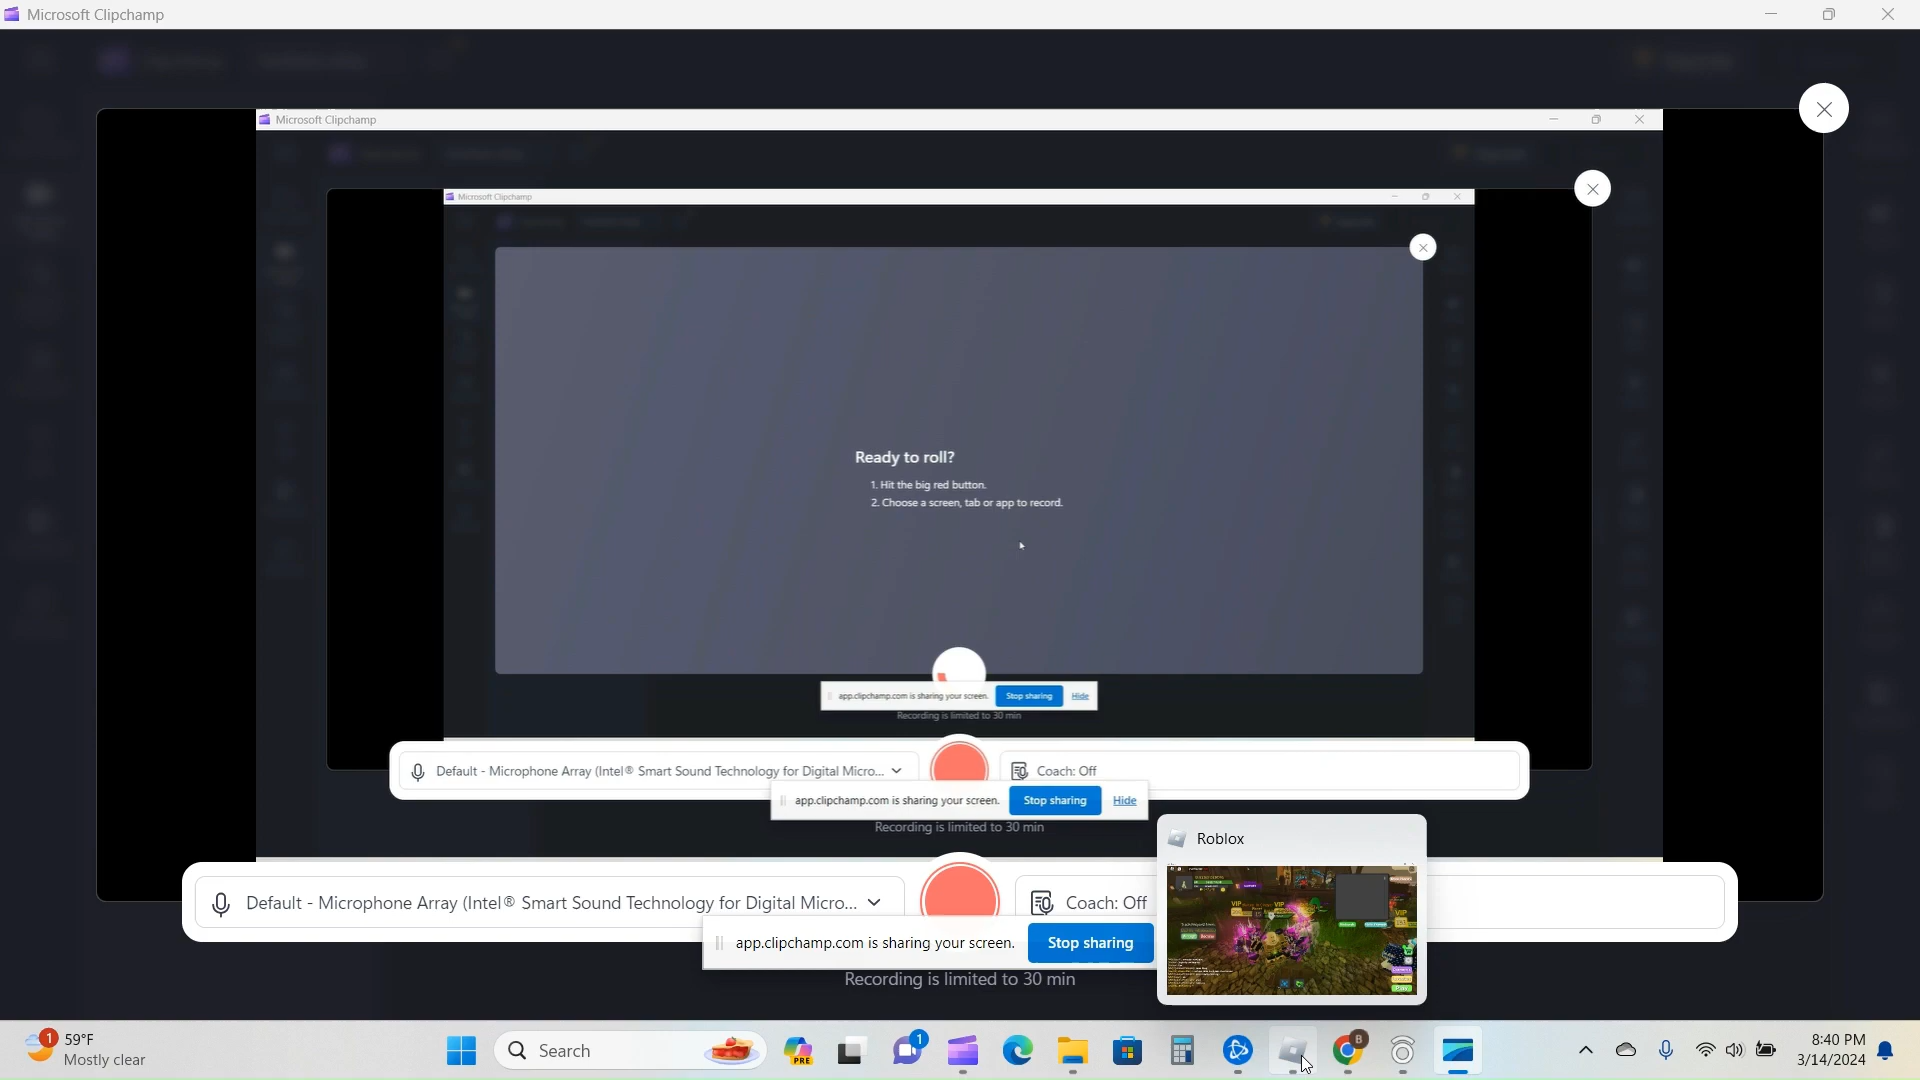 Microsoft Clipchamp
Microsoft Clipchamp
Microsoft Clipchamp
Ready to roll?
1. Hit the big red button.
2. Choose a screen, tab or app to record.
app.clipchamp.com is sharing your screen. Stop sharing Hide
Recording is limited to 30 min
Default - Microphone Array (Intel® Smart Sound Technology for Digital Micro... Coach: Off
app.clipchamp.com is sharing your screen. Stop sharing Hide
Recording is limited to 30 min
Roblox
Default - Microphone Array (Intel® Smart Sound Technology for Digital Micro... Coach: Off
app.clipchamp.com is sharing your screen. Stop sharing
Recording is limited to 30 min
1 59°F
Mostly clear
Search
PRE
1
B
8:40 PM
3/14/2024